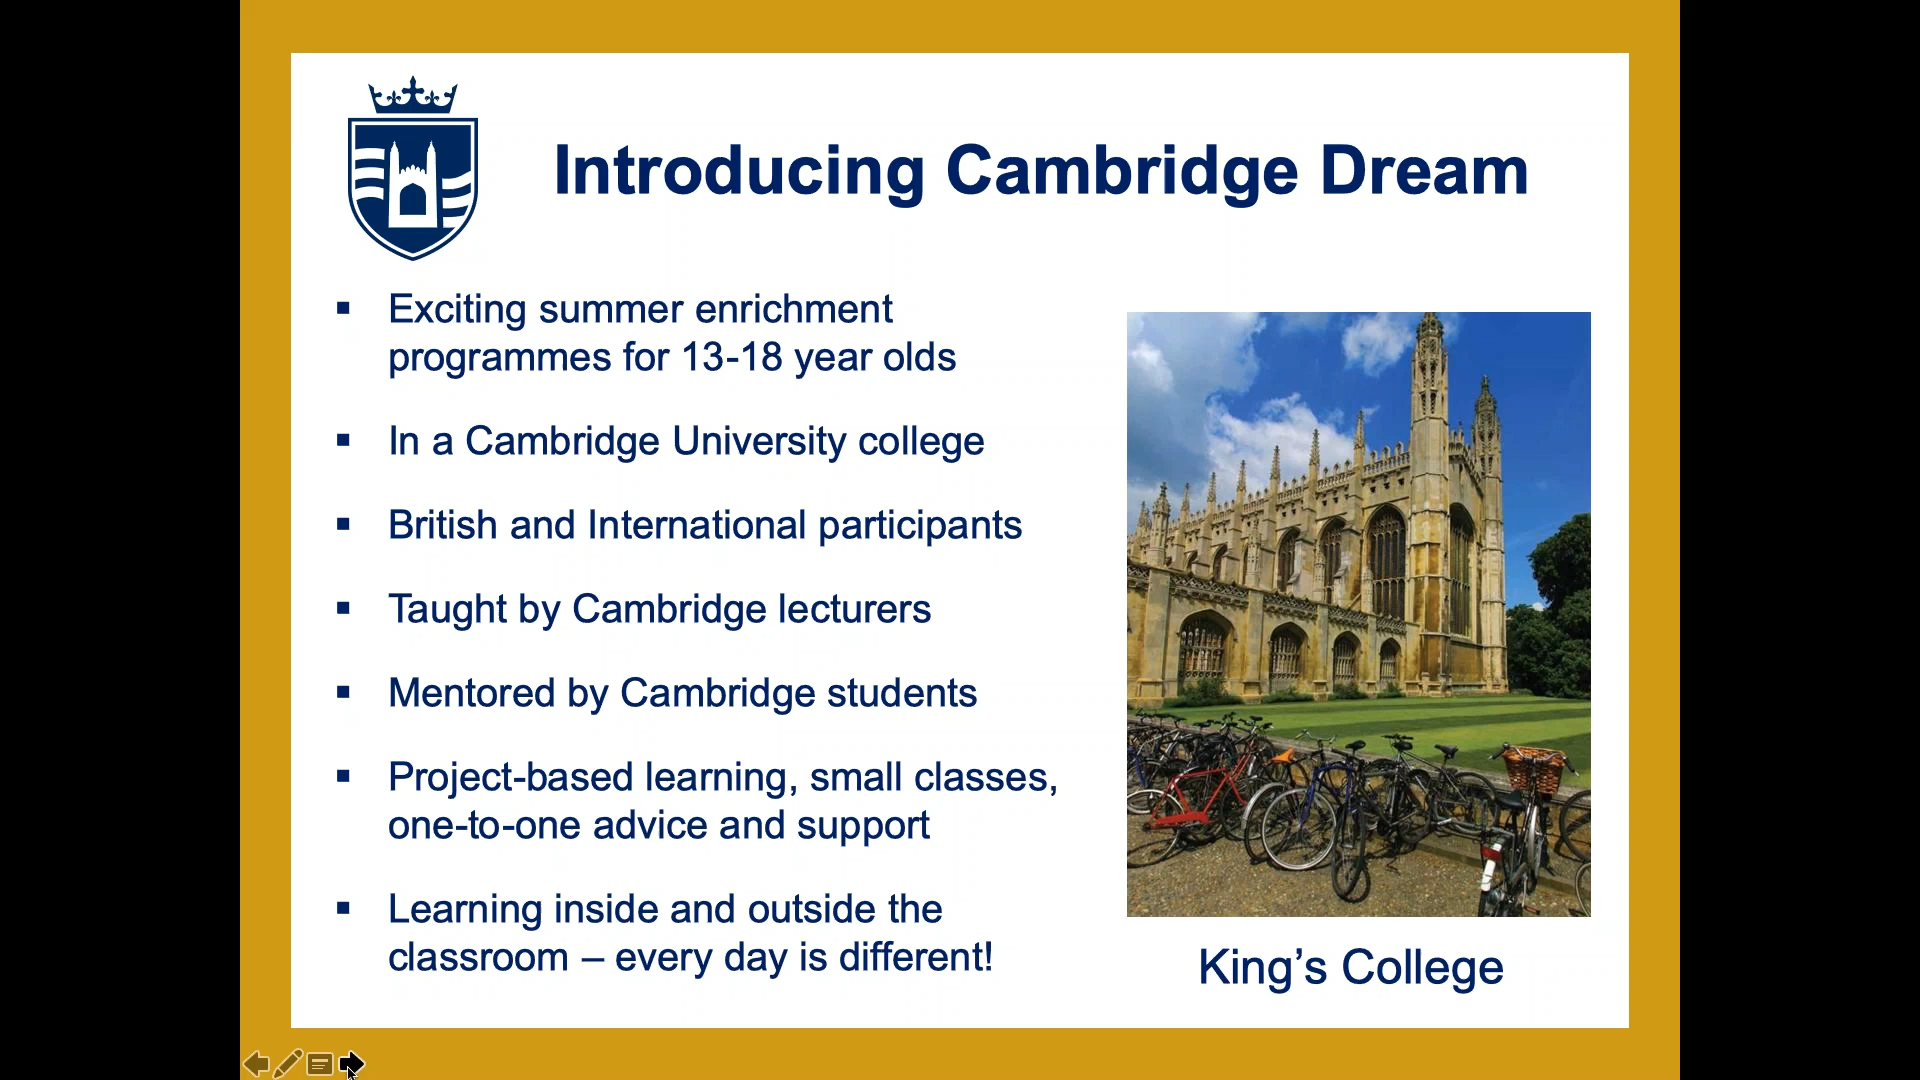 Introducing Cambridge Dream
▪ Exciting summer enrichment
programmes for 13-18 year olds
▪ In a Cambridge University college
▪ British and International participants
▪ Taught by Cambridge lecturers
▪ Mentored by Cambridge students
▪ Project-based learning, small classes,
one-to-one advice and support
▪ Learning inside and outside the
classroom – every day is different!
King’s College